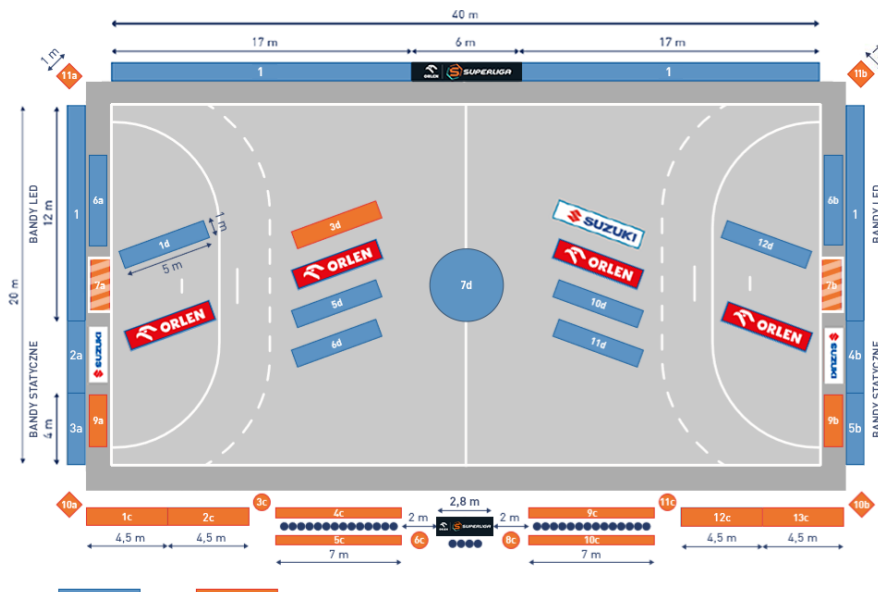 40 m
17 m
6 m
17 m
1 m
11a
1
ORLEN SUPERLIGA
1
11b
20 m
BANDY LED
12 m
1
6a
1d
1 m
5 m
3d
SUZUKI
12d
6b
1
BANDY LED
7a
ORLEN
7d
ORLEN
7b
5d
10d
ORLEN
ORLEN
6d
11d
BANDY STATYCZNE
2a
SUZUKI
SUZUKI
4b
BANDY STATYCZNE
4 m
3a
9a
9b
5b
10a
3c
2,8 m
11c
10b
1c
2c
4c
2 m
ORLEN SUPERLIGA
2 m
9c
12c
13c
4,5 m
4,5 m
5c
6c
8c
10c
4,5 m
4,5 m
7 m
7 m